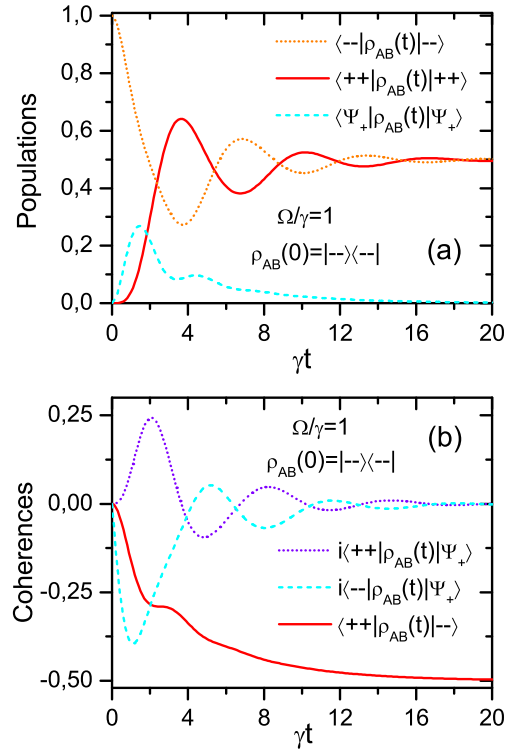 1,0
0,8
0,6
0,4
0,2
0,0
Populations
⟨--|ρAB(t)|--⟩
⟨++|ρAB(t)|++⟩
⟨Ψ+|ρAB(t)|Ψ+⟩
Ω/γ=1
ρAB(0)=|--⟩⟨--|
(a)
0 4 8 12 16 20
γt
0,25
0,00
-0,25
-0,50
Coherences
Ω/γ=1
(b)
ρAB(0)=|--⟩⟨--|
i⟨++|ρAB(t)|Ψ+⟩
i⟨--|ρAB(t)|Ψ+⟩
⟨++|ρAB(t)|--⟩
0 4 8 12 16 20
γt